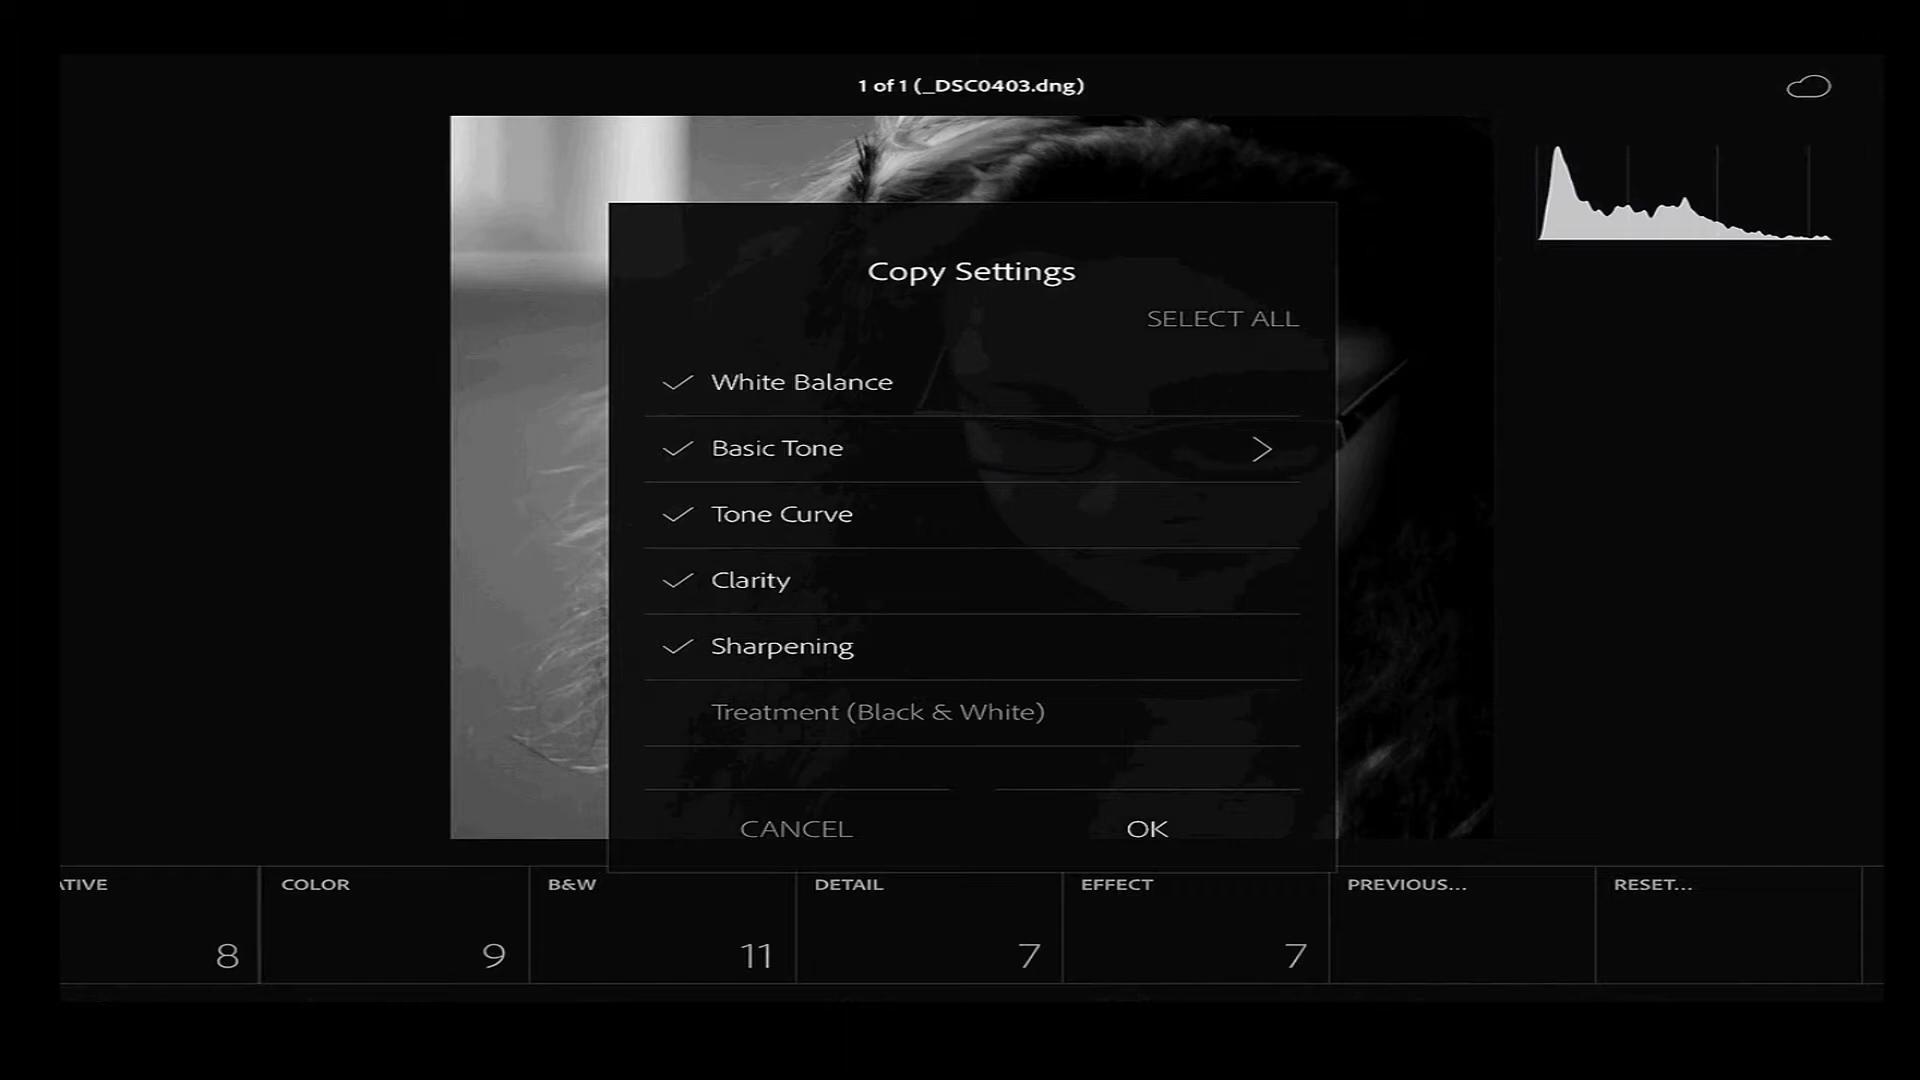 1 of 1 (_DSC0403.dng)
Copy Settings
SELECT ALL
White Balance
Basic Tone
Tone Curve
Clarity
Sharpening
Treatment (Black & White)
CANCEL
OK
ATIVE
COLOR
B&W
DETAIL
EFFECT
PREVIOUS...
RESET...
8
9
11
7
7